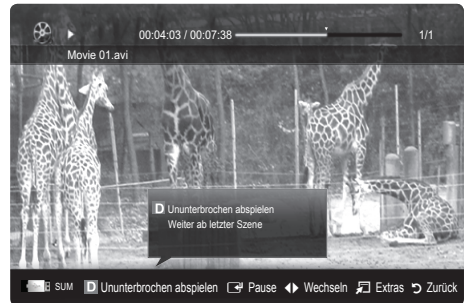 00:04:03 / 00:07:38 1/1
Movie 01.avi
D Ununterbrochen abspielen
Weiter ab letzter Szene
SUM D Ununterbrochen abspielen Pause Wechseln Extras Zurück